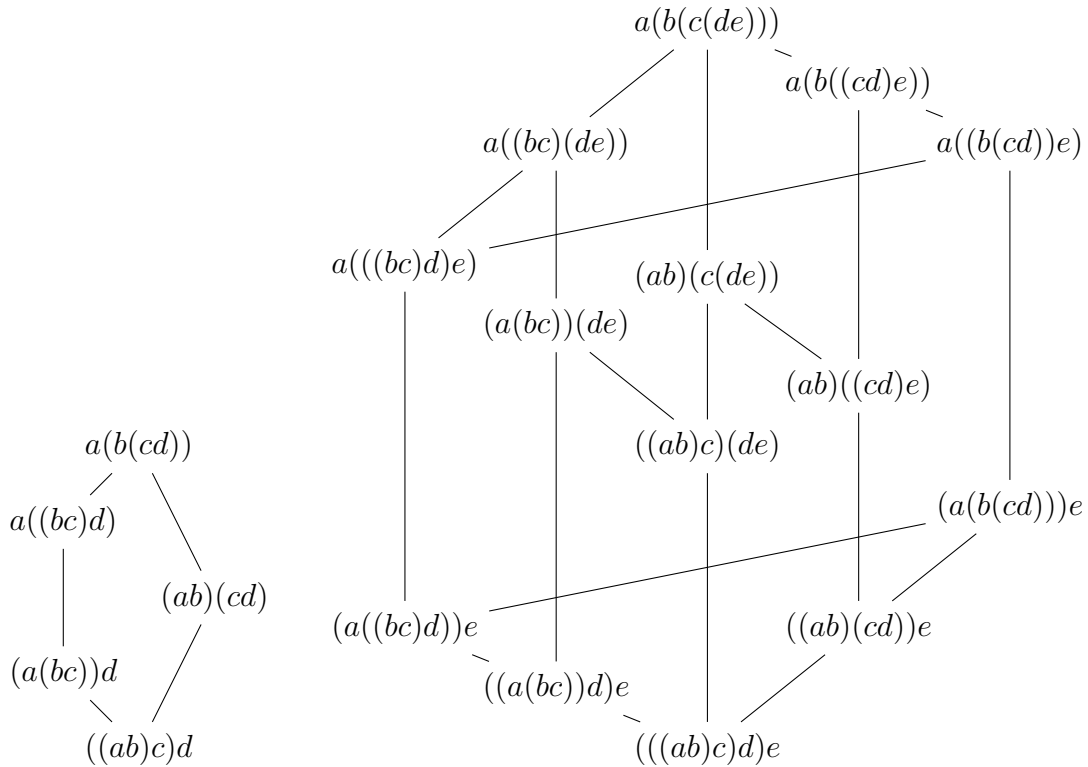 a(b(c(de)))
a(b((cd)e))
a((bc)(de))
a((b(cd))e)
a(((bc)d)e)
(ab)(c(de))
(a(bc))(de)
(ab)((cd)e)
((ab)c)(de)
(a(b(cd)))e
(a((bc)d))e
((ab)(cd))e
((a(bc))d)e
(((ab)c)d)e
a(b(cd))
a((bc)d)
(ab)(cd)
(a(bc))d
((ab)c)d